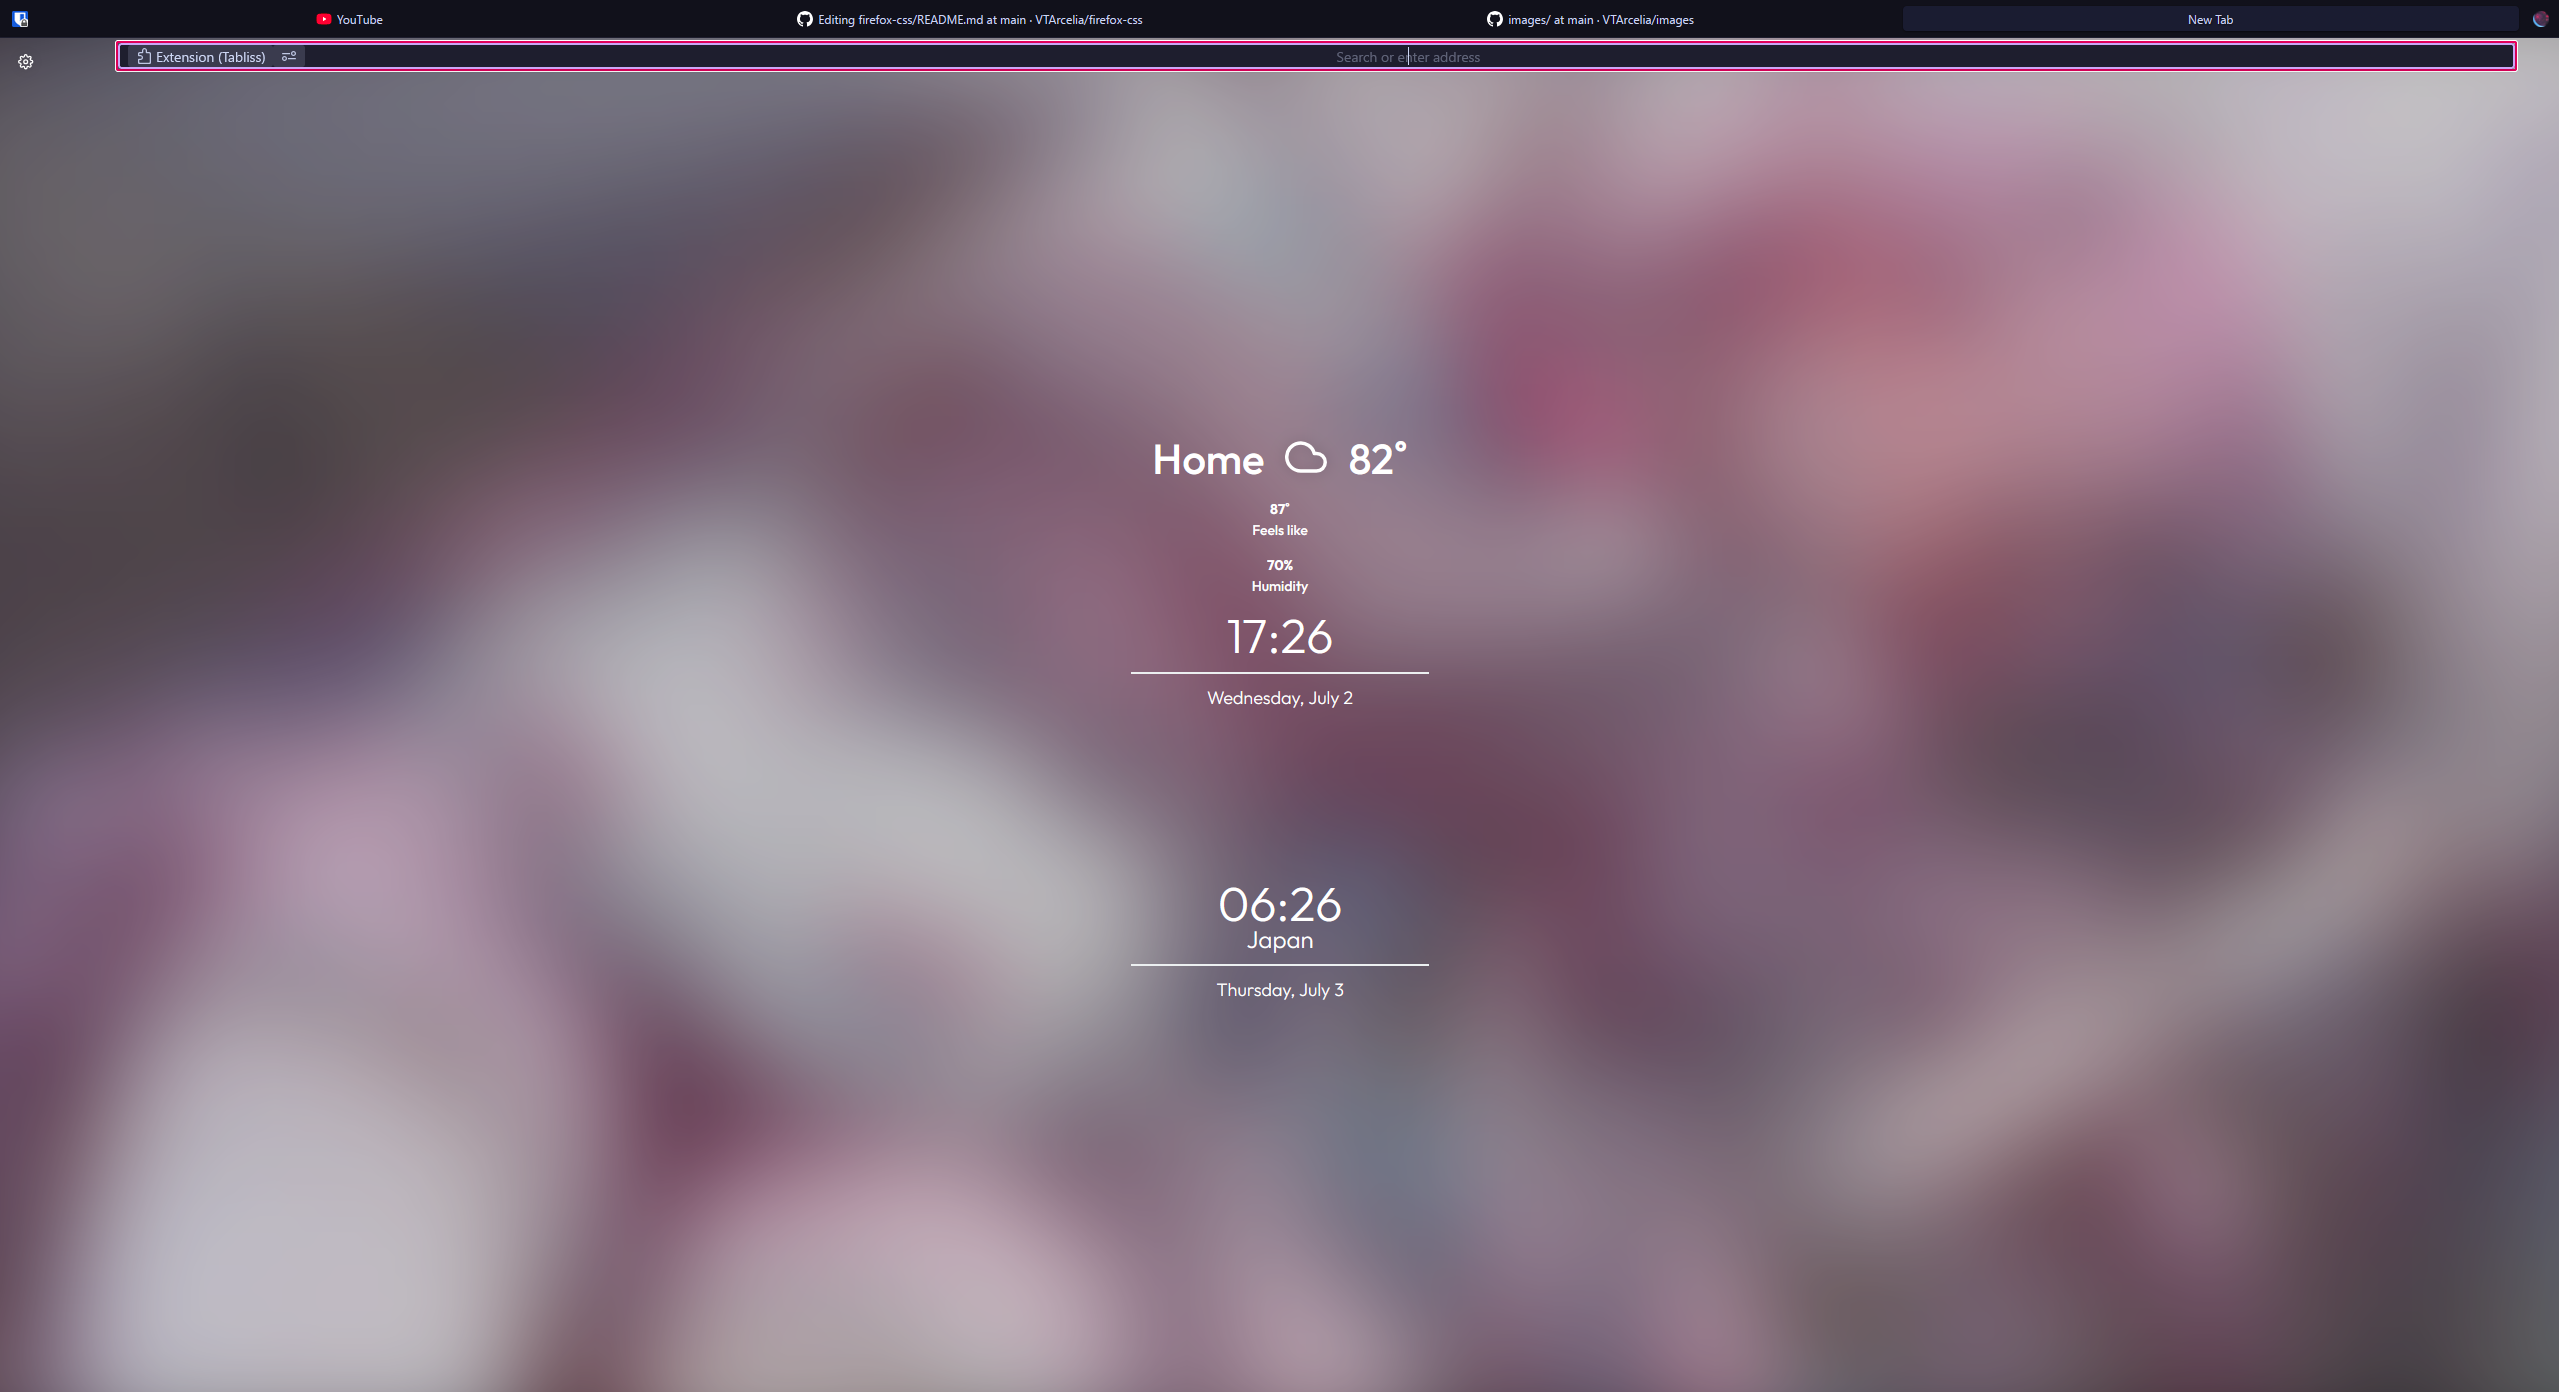 YouTube
Editing firefox-css/README.md at main · VTArcelia/firefox-css
images/ at main · VTArcelia/images
New Tab
Extension (Tabliss)
Search or enter address
Home 82°
87°
Feels like
70%
Humidity
17:26
Wednesday, July 2
06:26
Japan
Thursday, July 3